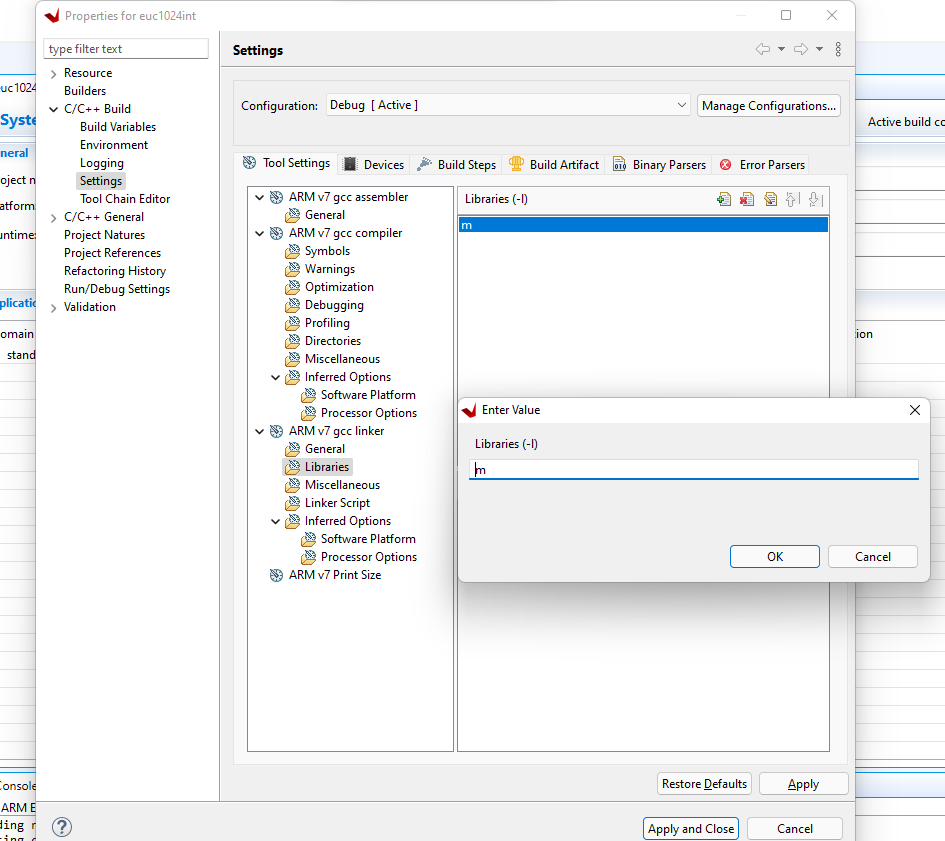 Properties for euc1024int
type filter text
Resource
Builders
C/C++ Build
Build Variables
Environment
Logging
Settings
Tool Chain Editor
C/C++ General
Project Natures
Project References
Refactoring History
Run/Debug Settings
Validation
Settings
Configuration:
Debug [ Active ]
Manage Configurations...
Tool Settings
Devices
Build Steps
Build Artifact
Binary Parsers
Error Parsers
ARM v7 gcc assembler
General
ARM v7 gcc compiler
Symbols
Warnings
Optimization
Debugging
Profiling
Directories
Miscellaneous
Inferred Options
Software Platform
Processor Options
ARM v7 gcc linker
General
Libraries
Miscellaneous
Linker Script
Inferred Options
Software Platform
Processor Options
ARM v7 Print Size
Libraries (-l)
m
Enter Value
Libraries (-l)
m
OK
Cancel
Restore Defaults
Apply
Apply and Close
Cancel
euc1024
Syste
neral
oject n
atform:
untime:
plicatio
omain
stand
Console
ARM E
Active build co
ion